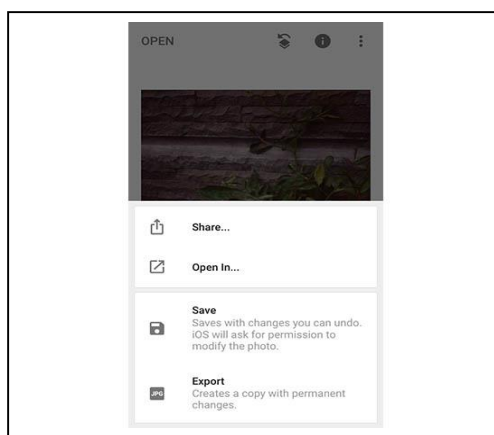 OPEN
Share...
Open In...
Save
Saves with changes you can undo.
iOS will ask for permission to
modify the photo.
JPG
Export
Creates a copy with permanent
changes.